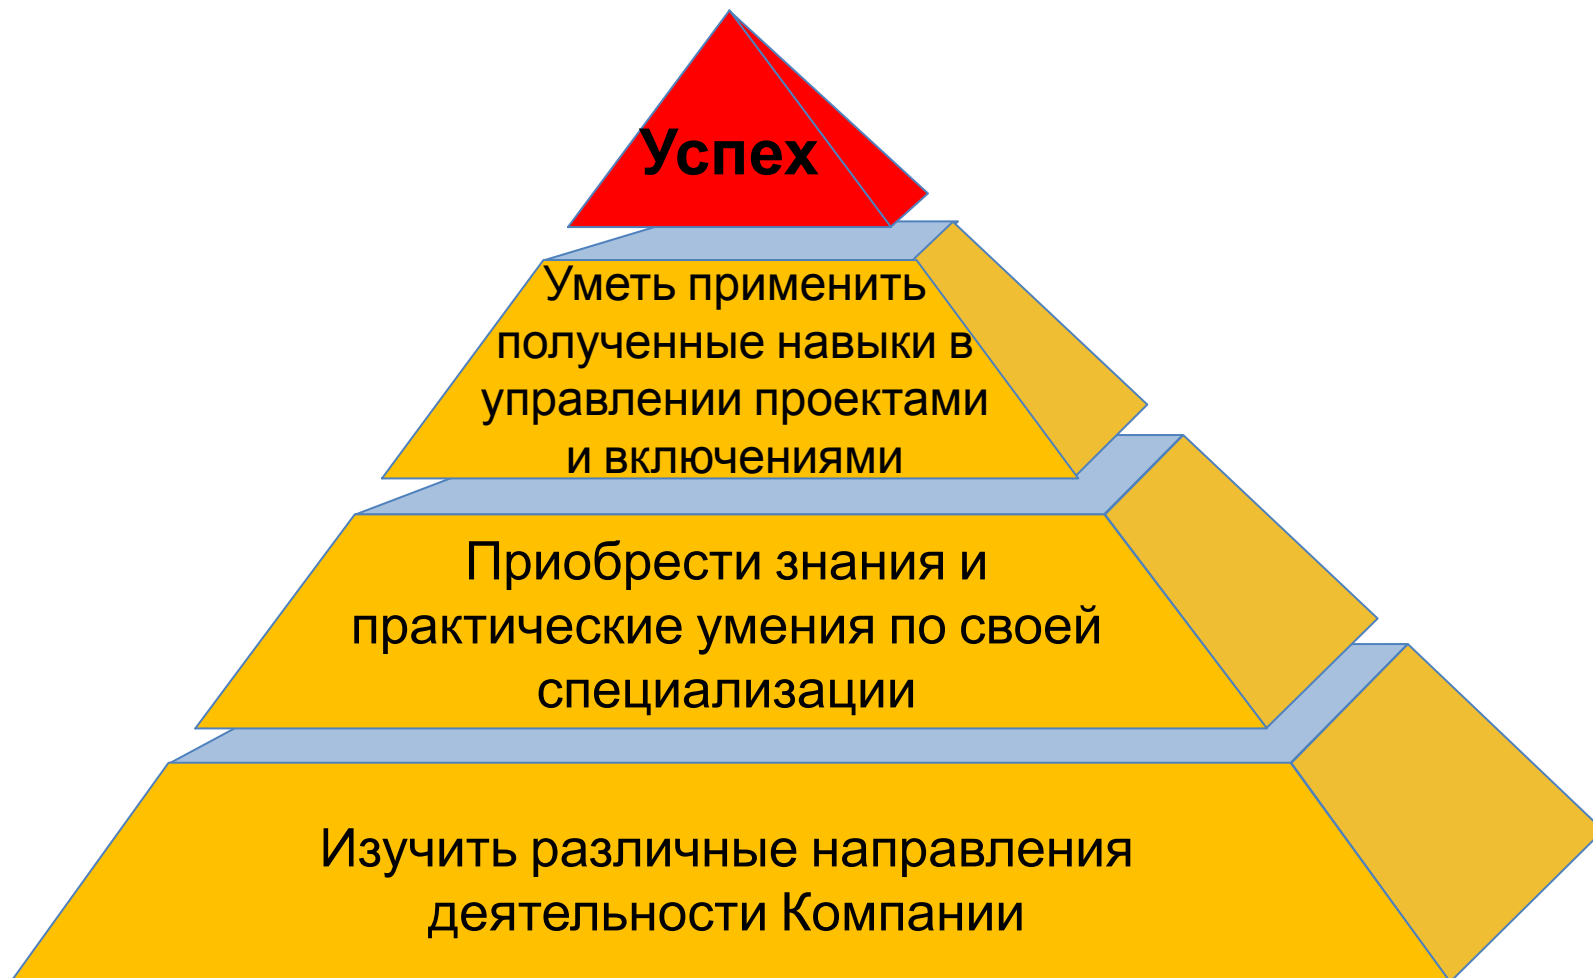 Успех
Уметь применить
полученные навыки в
управлении проектами
и включениями
Приобрести знания и
практические умения по своей
специализации
Изучить различные направления
деятельности Компании